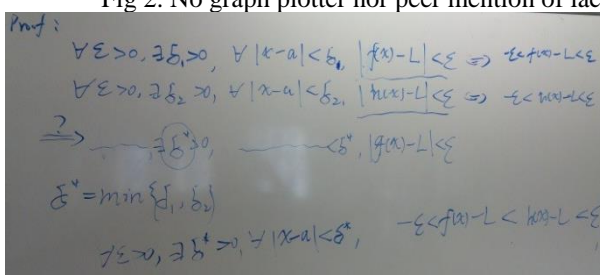 Fig 2. No graph plotter nor peer mention of fac
Proof:
∀ε>0, ∃δ₁>0, ∀|x-a|<δ₁, |f(x)-L|<ε ⇒ -ε<f(x)-L<ε
∀ε>0, ∃δ₂>0, ∀|x-a|<δ₂, |h(x)-L|<ε ⇒ -ε<h(x)-L<ε
?⇒ ∃δ*>0, <δ*, |g(x)-L|<ε
δ*=min{δ₁, δ₂}
∀ε>0, ∃δ*>0, ∀|x-a|<δ*, -ε<f(x)-L<